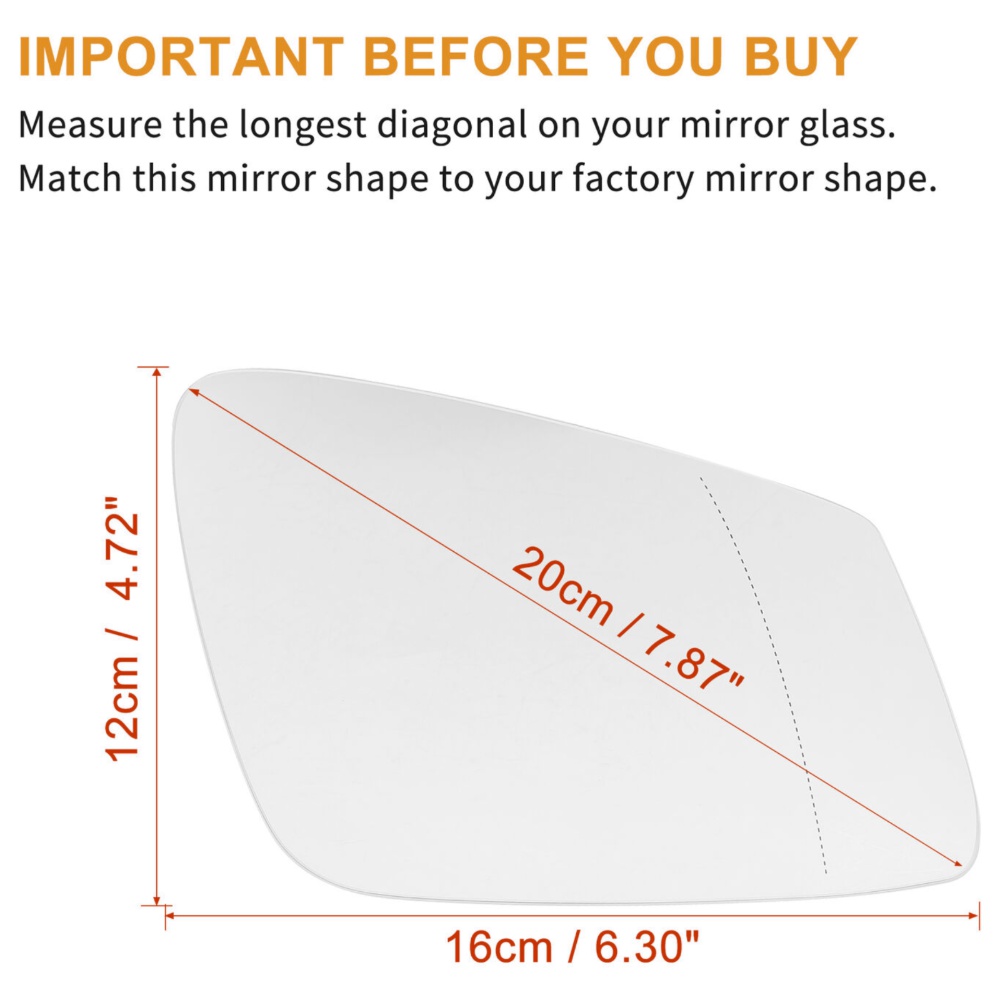 IMPORTANT BEFORE YOU BUY
Measure the longest diagonal on your mirror glass.
Match this mirror shape to your factory mirror shape.
12cm / 4.72"
20cm / 7.87"
16cm / 6.30"